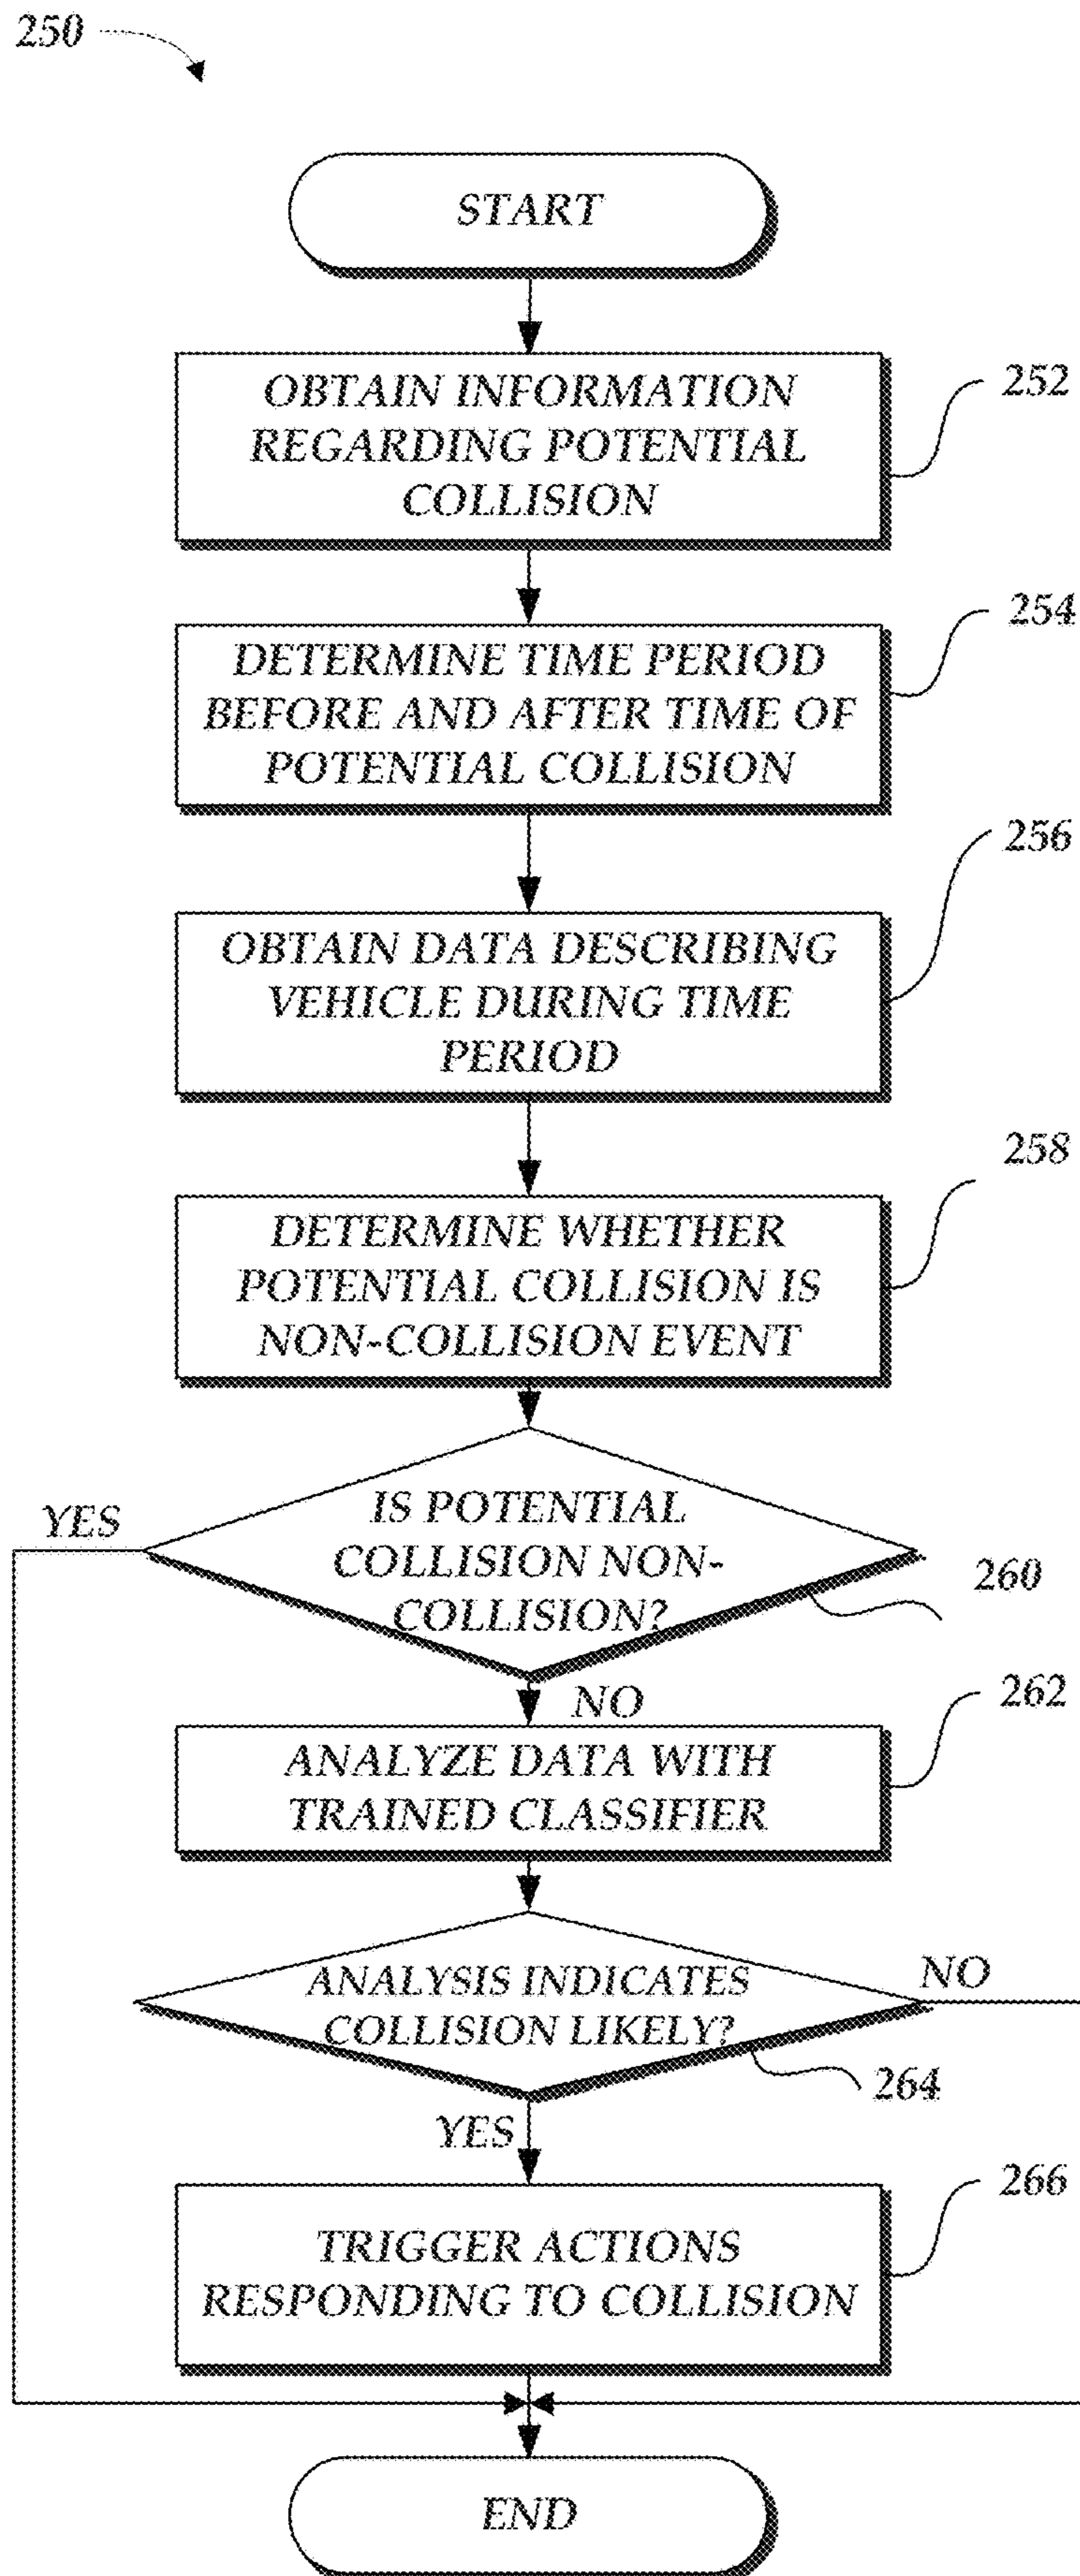 250
START
OBTAIN INFORMATION
REGARDING POTENTIAL
COLLISION
252
DETERMINE TIME PERIOD
BEFORE AND AFTER TIME OF
POTENTIAL COLLISION
254
OBTAIN DATA DESCRIBING
VEHICLE DURING TIME
PERIOD
256
DETERMINE WHETHER
POTENTIAL COLLISION IS
NON-COLLISION EVENT
258
IS POTENTIAL
COLLISION NON-
COLLISION?
YES
260
NO
ANALYZE DATA WITH
TRAINED CLASSIFIER
262
ANALYSIS INDICATES
COLLISION LIKELY?
NO
264
YES
TRIGGER ACTIONS
RESPONDING TO COLLISION
266
END